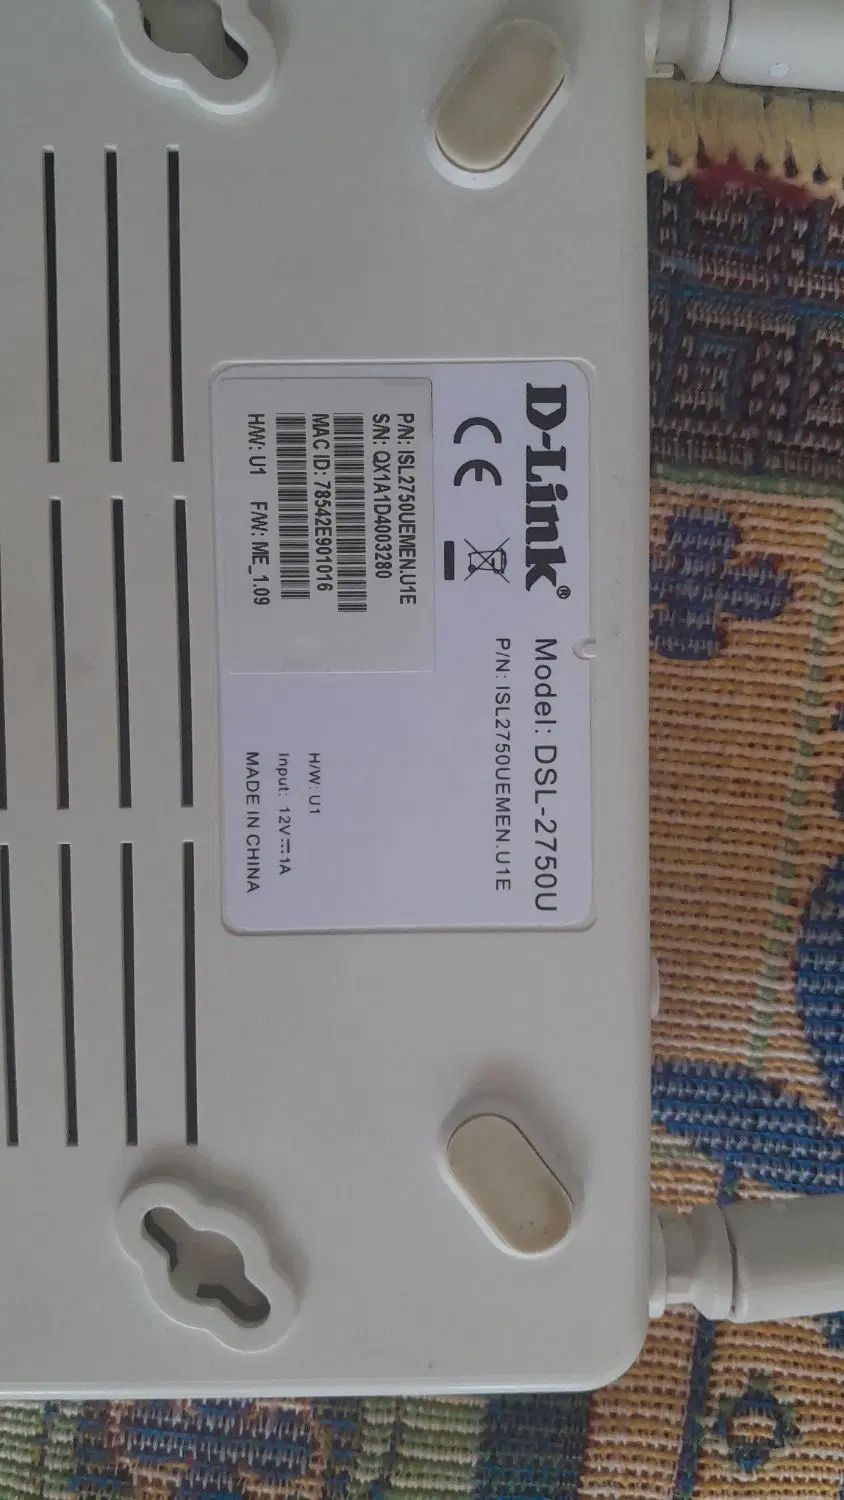 D-Link®
Model: DSL-2750U
P/N: ISL2750UEMEN.U1E
CE
P/N: ISL2750UEMEN.U1E
S/N: QX1A1D4003280
MAC ID: 78542E901016
H/W: U1 F/W: ME_1.09
H/W: U1
Input: 12V⎓1A
MADE IN CHINA